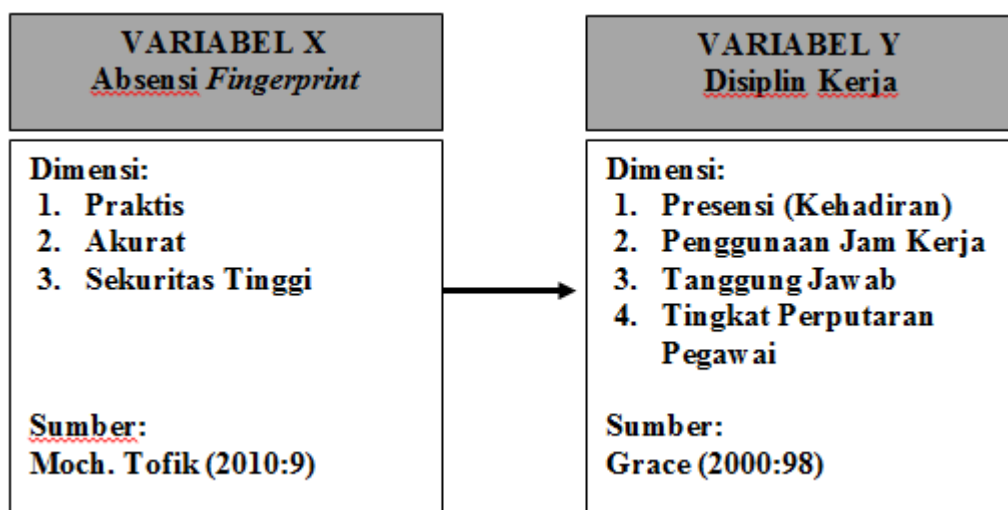 VARIABEL X
Absensi Fingerprint
Dimensi:
1. Praktis
2. Akurat
3. Sekuritas Tinggi
Sumber:
Moch. Tofik (2010:9)
VARIABEL Y
Disiplin Kerja
Dimensi:
1. Presensi (Kehadiran)
2. Penggunaan Jam Kerja
3. Tanggung Jawab
4. Tingkat Perputaran
Pegawai
Sumber:
Grace (2000:98)